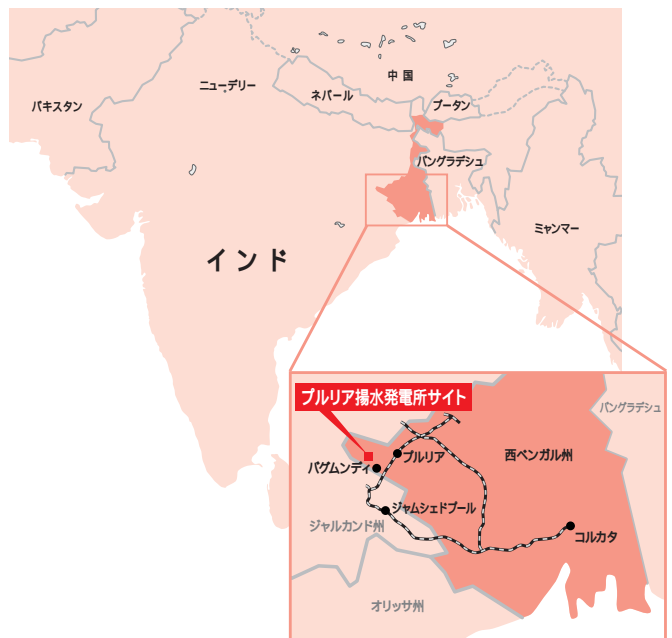 中国
ニューデリー
ネパール
ブータン
パキスタン
バングラデシュ
ミャンマー
インド
プルリア揚水発電所サイト
バングラデシュ
プルリア
西ベンガル州
バグムンディ
ジャムシェドプール
ジャルカンド州
コルカタ
オリッサ州